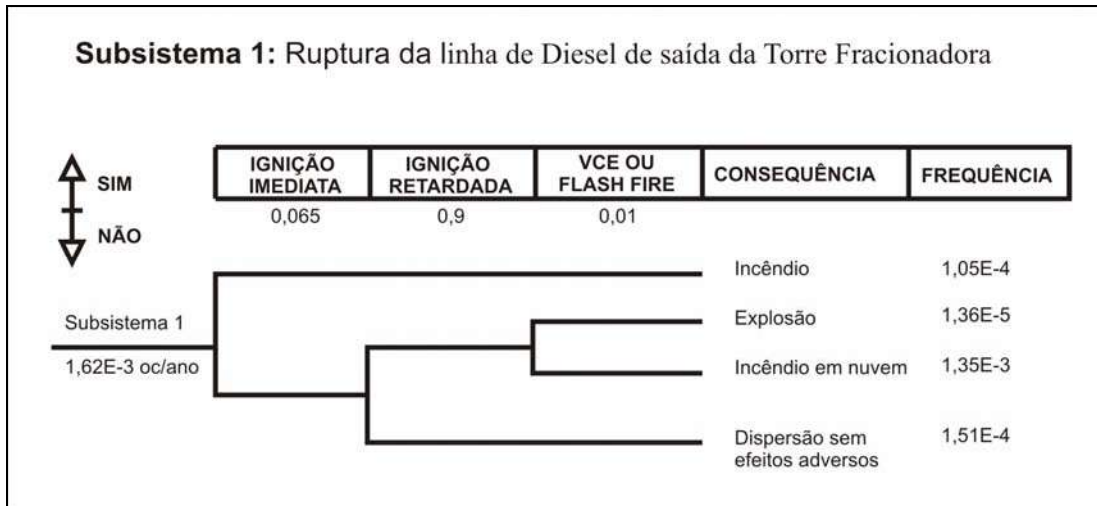 Subsistema 1: Ruptura da linha de Diesel de saída da Torre Fracionadora
SIM
NÃO
IGNIÇÃO
IMEDIATA
IGNIÇÃO
RETARDADA
VCE OU
FLASH FIRE
CONSEQUÊNCIA
FREQUÊNCIA
0,065
0,9
0,01
Subsistema 1
1,62E-3 oc/ano
Incêndio
1,05E-4
Explosão
1,36E-5
Incêndio em nuvem
1,35E-3
Dispersão sem
efeitos adversos
1,51E-4